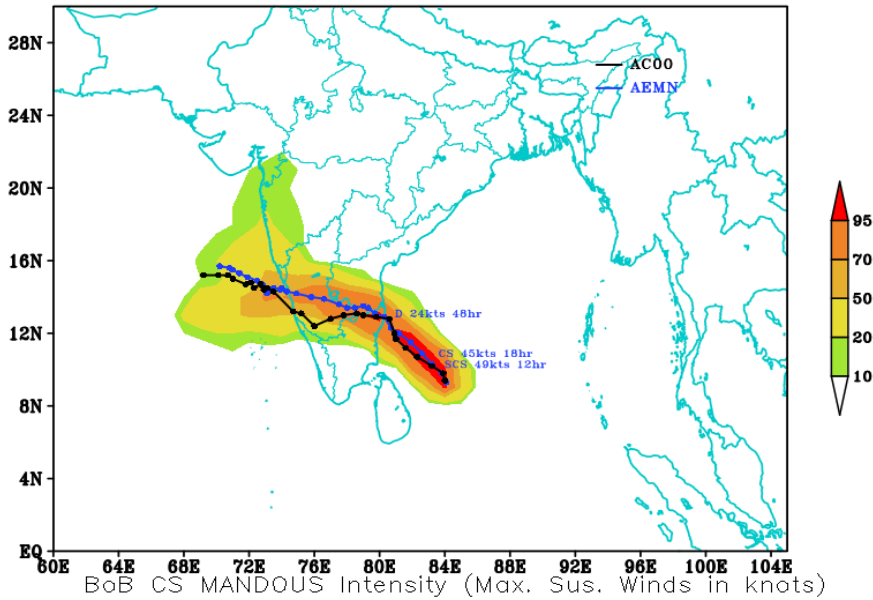 28N
24N
20N
16N
12N
8N
4N
EQ
60E 64E 68E 72E 76E 80E 84E 88E 92E 96E 100E 104E
AC00
AEMN
D 24kts 48hr
CS 45kts 18hr
SCS 49kts 12hr
95
70
50
20
10
BoB CS MANDOUS Intensity (Max. Sus. Winds in knots)